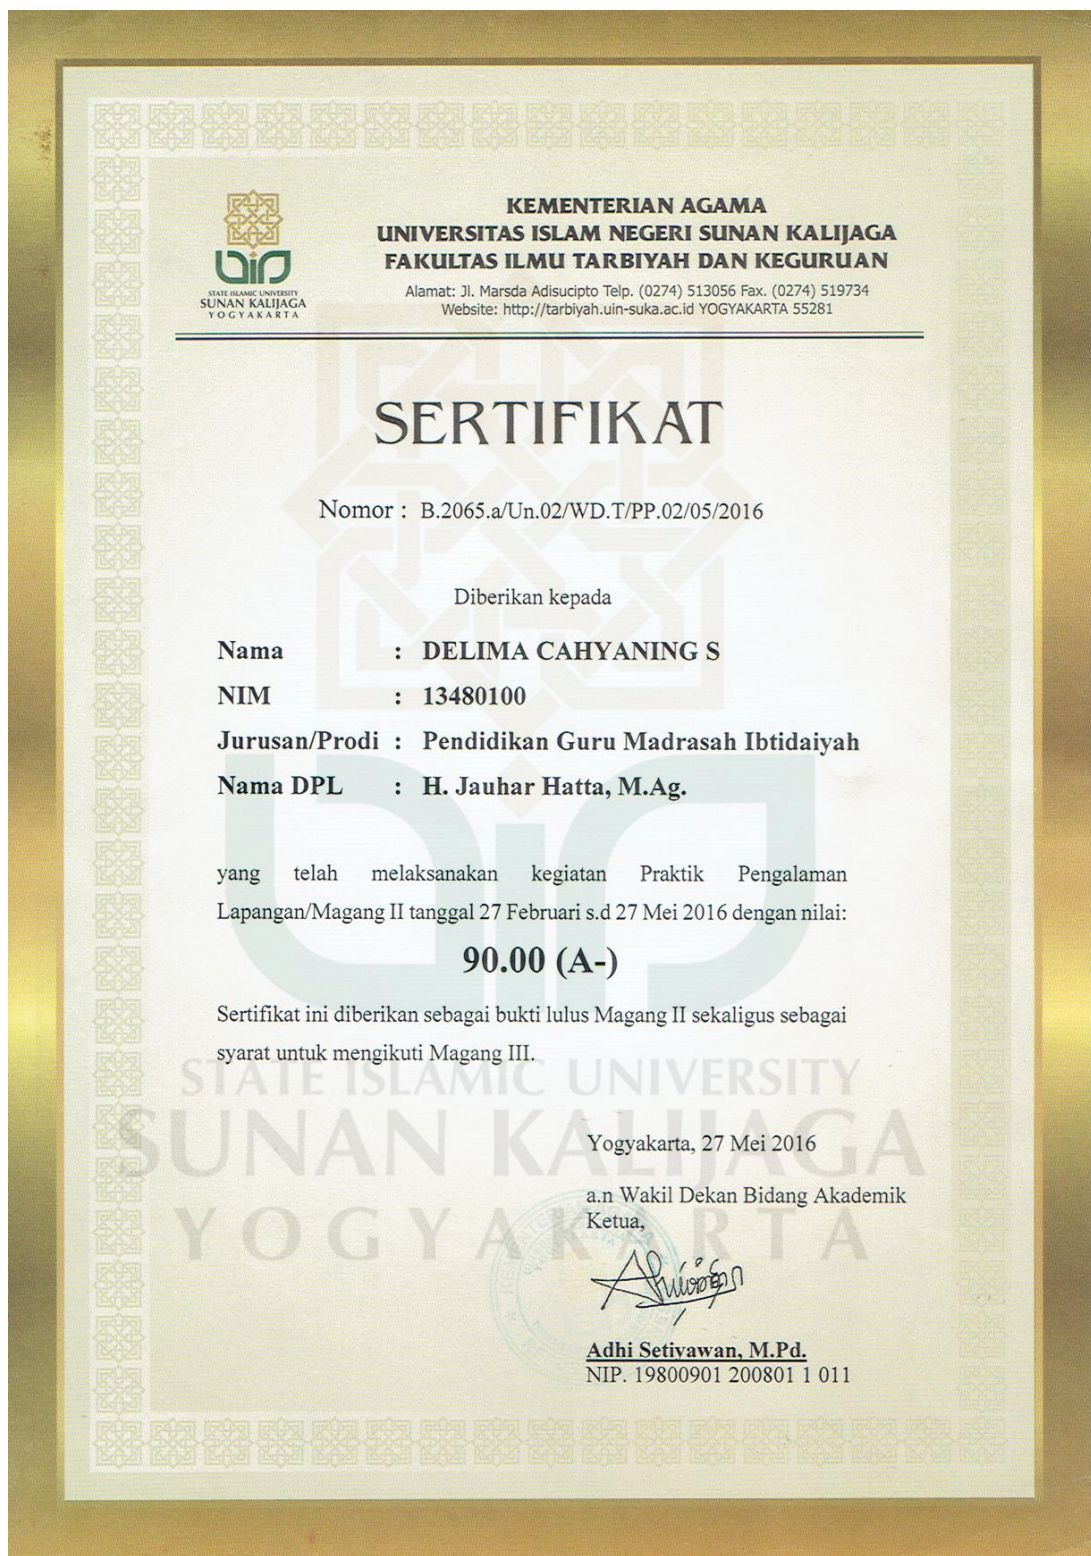 KEMENTERIAN AGAMA
UNIVERSITAS ISLAM NEGERI SUNAN KALIJAGA
FAKULTAS ILMU TARBIYAH DAN KEGURUAN
Alamat: Jl. Marsda Adisucipto Telp. (0274) 513056 Fax. (0274) 519734
Website: http://tarbiyah.uin-suka.ac.id YOGYAKARTA 55281
uin
STATE ISLAMIC UNIVERSITY
SUNAN KALIJAGA
YOGYAKARTA
SERTIFIKAT
Nomor : B.2065.a/Un.02/WD.T/PP.02/05/2016
Diberikan kepada
Nama : DELIMA CAHYANING S
NIM : 13480100
Jurusan/Prodi : Pendidikan Guru Madrasah Ibtidaiyah
Nama DPL : H. Jauhar Hatta, M.Ag.
yang telah melaksanakan kegiatan Praktik Pengalaman
Lapangan/Magang II tanggal 27 Februari s.d 27 Mei 2016 dengan nilai:
90.00 (A-)
Sertifikat ini diberikan sebagai bukti lulus Magang II sekaligus sebagai
syarat untuk mengikuti Magang III.
STATE ISLAMIC UNIVERSITY
SUNAN KALIJAGA
YOGYAKARTA
Yogyakarta, 27 Mei 2016
a.n Wakil Dekan Bidang Akademik
Ketua,
Adhi Setiyawan, M.Pd.
NIP. 19800901 200801 1 011